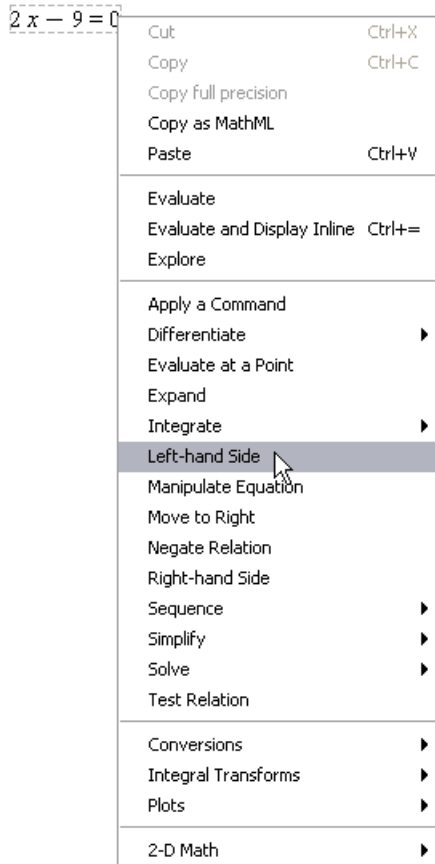 2 x − 9 = 0
Cut Ctrl+X
Copy Ctrl+C
Copy full precision
Copy as MathML
Paste Ctrl+V
Evaluate
Evaluate and Display Inline Ctrl+=
Explore
Apply a Command
Differentiate
Evaluate at a Point
Expand
Integrate
Left-hand Side
Manipulate Equation
Move to Right
Negate Relation
Right-hand Side
Sequence
Simplify
Solve
Test Relation
Conversions
Integral Transforms
Plots
2-D Math